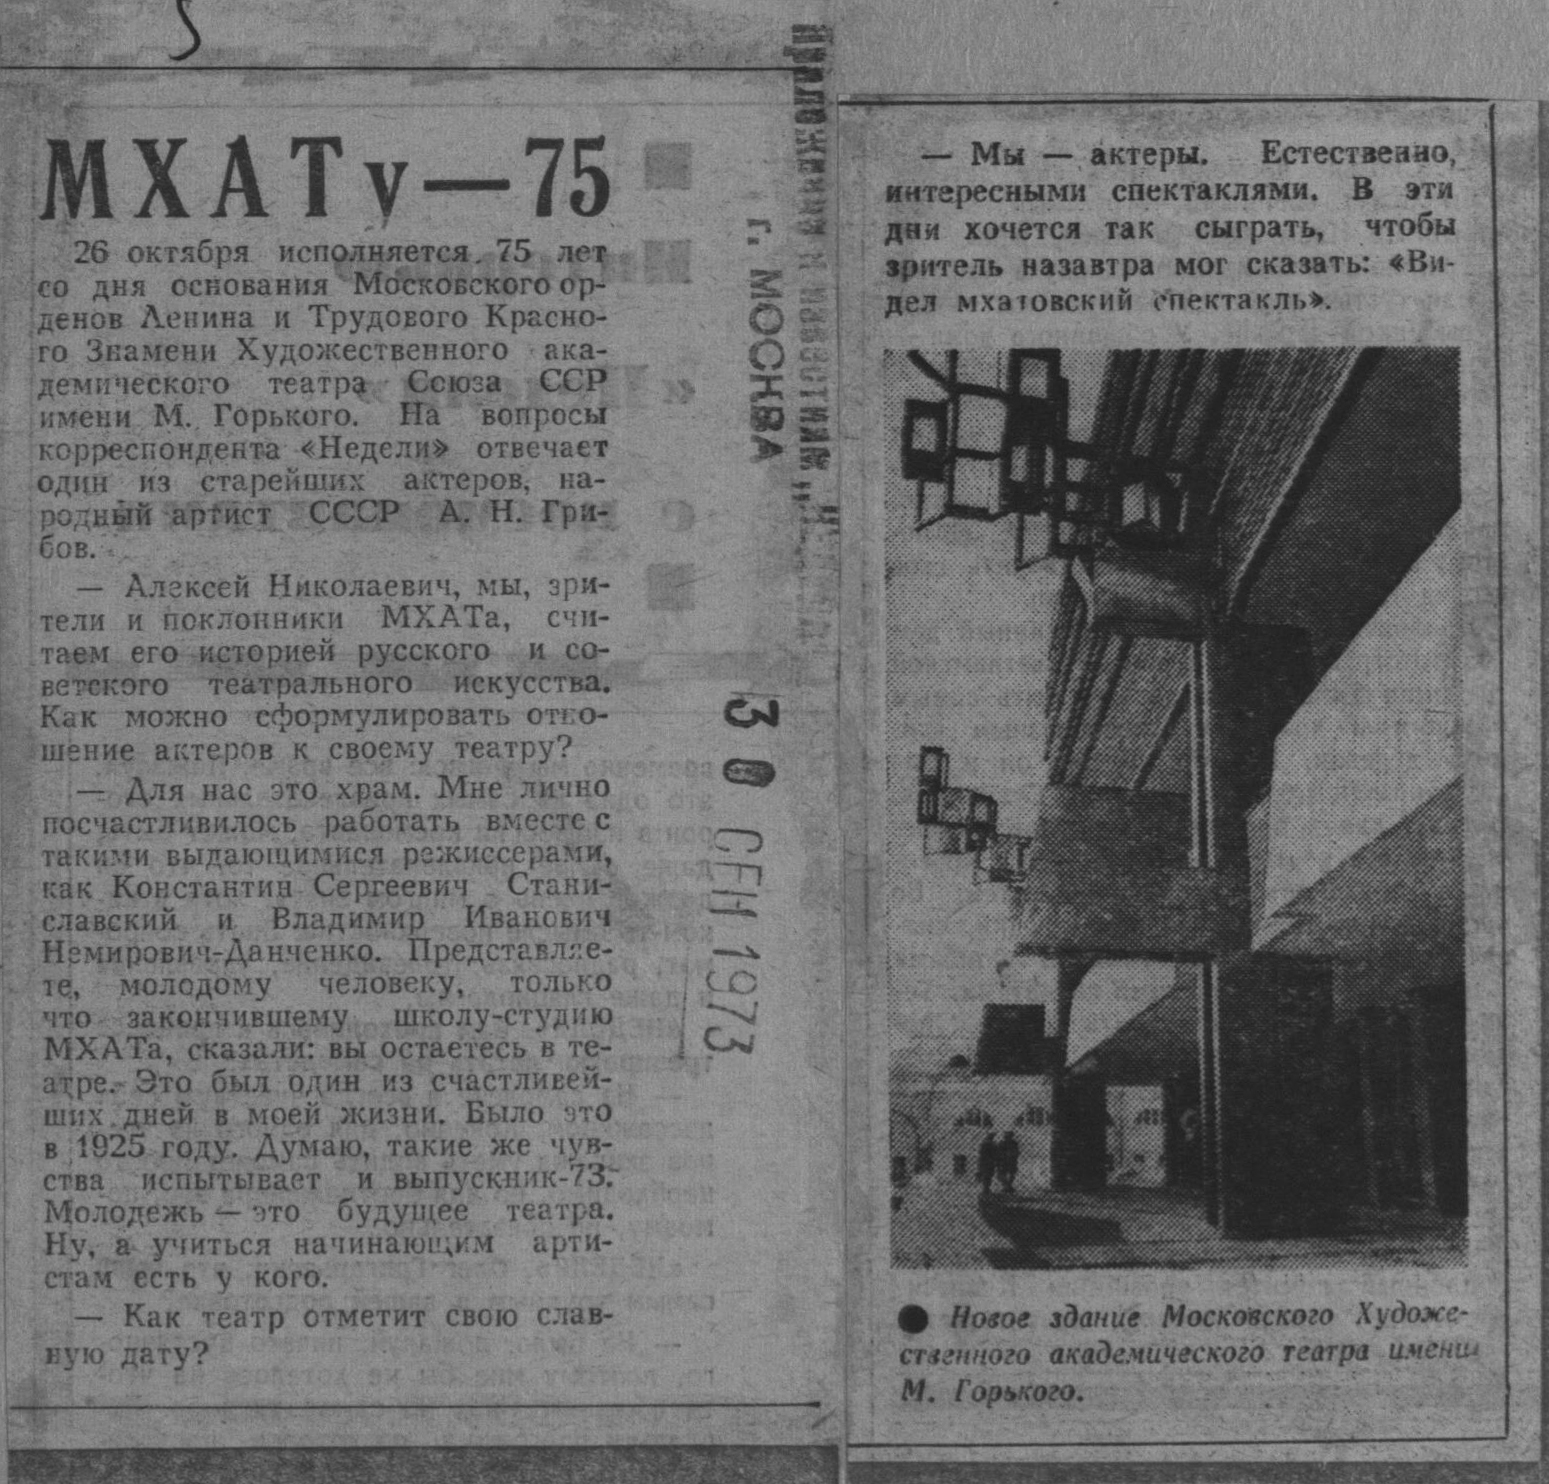 МХАТу — 75
26 октября исполняется 75 лет
со дня основания Московского ор-
денов Ленина и Трудового Красно-
го Знамени Художественного ака-
демического театра Союза ССР
имени М. Горького. На вопросы
корреспондента «Недели» отвечает
один из старейших актеров, на-
родный артист СССР А. Н. Гри-
бов.
— Алексей Николаевич, мы, зри-
тели и поклонники МХАТа, счи-
таем его историей русского и со-
ветского театрального искусства.
Как можно сформулировать отно-
шение актеров к своему театру?
— Для нас это храм. Мне лично
посчастливилось работать вместе с
такими выдающимися режиссерами,
как Константин Сергеевич Стани-
славский и Владимир Иванович
Немирович-Данченко. Представляе-
те, молодому человеку, только
что закончившему школу-студию
МХАТа, сказали: вы остаетесь в те-
атре. Это был один из счастливей-
ших дней в моей жизни. Было это
в 1925 году. Думаю, такие же чув-
ства испытывает и выпускник-73.
Молодежь — это будущее театра.
Ну, а учиться начинающим арти-
стам есть у кого.
— Как театр отметит свою слав-
ную дату?
г. МОСКВА
30 СЕН 1973
— Мы — актеры. Естественно,
интересными спектаклями. В эти
дни хочется так сыграть, чтобы
зритель назавтра мог сказать: «Ви-
дел мхатовский спектакль».
● Новое здание Московского Художе-
ственного академического театра имени
М. Горького.